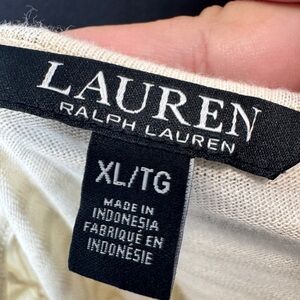 LAUREN
RALPH LAUREN
XL/TG
MADE IN
INDONESIA
FABRIQUÉ EN
INDONÉSIE